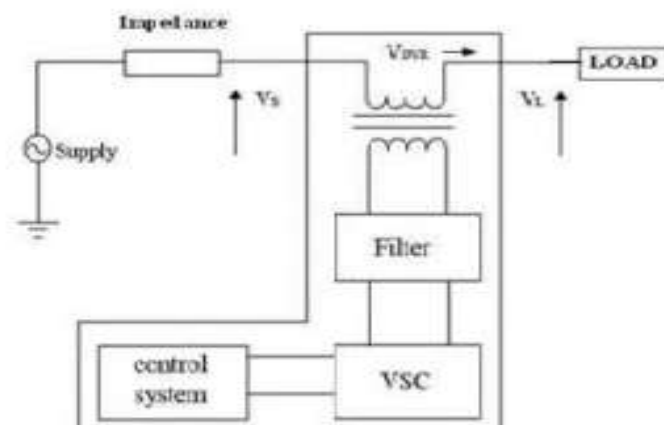 Impedance
VDVR
LOAD
VS
VL
Supply
Filter
control
system
VSC